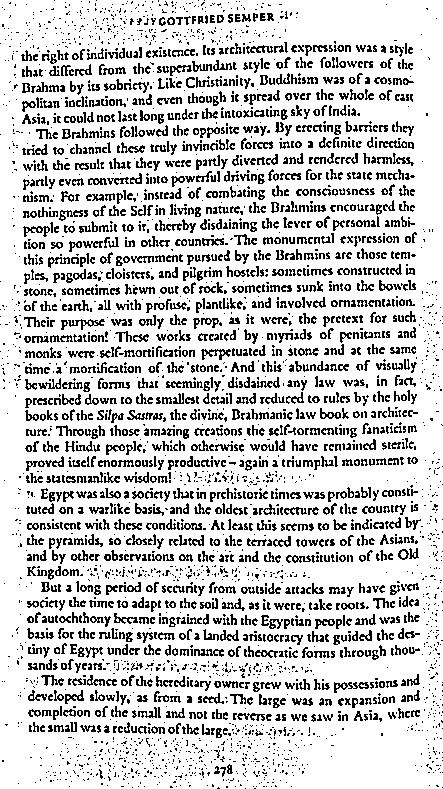 GOTTFRIED SEMPER
the right of individual existence. Its architectural expression was a style
that differed from the superabundant style of the followers of the
Brahma by its sobriety. Like Christianity, Buddhism was of a cosmo-
politan inclination, and even though it spread over the whole of east
Asia, it could not last long under the intoxicating sky of India.
The Brahmins followed the opposite way. By erecting barriers they
tried to channel these truly invincible forces into a definite direction
with the result that they were partly diverted and rendered harmless,
partly even converted into powerful driving forces for the state mecha-
nism. For example, instead of combating the consciousness of the
nothingness of the Self in living nature, the Brahmins encouraged the
people to submit to it, thereby disdaining the lever of personal ambi-
tion so powerful in other countries. The monumental expression of
this principle of government pursued by the Brahmins are those tem-
ples, pagodas, cloisters, and pilgrim hostels: sometimes constructed in
stone, sometimes hewn out of rock, sometimes sunk into the bowels
of the earth, all with profuse, plantlike, and involved ornamentation.
Their purpose was only the prop, as it were, the pretext for such
ornamentation! These works created by myriads of penitants and
monks were self-mortification perpetuated in stone and at the same
time a mortification of the stone. And this abundance of visually
bewildering forms that seemingly disdained any law was, in fact,
prescribed down to the smallest detail and reduced to rules by the holy
books of the Silpa Sastras, the divine, Brahmanic law book on architec-
ture. Through those amazing creations the self-tormenting fanaticism
of the Hindu people, which otherwise would have remained sterile,
proved itself enormously productive – again a triumphal monument to
the statesmanlike wisdom!
Egypt was also a society that in prehistoric times was probably consti-
tuted on a warlike basis, and the oldest architecture of the country is
consistent with these conditions. At least this seems to be indicated by
the pyramids, so closely related to the terraced towers of the Asians,
and by other observations on the art and the constitution of the Old
Kingdom.
But a long period of security from outside attacks may have given
society the time to adapt to the soil and, as it were, take roots. The idea
of autochthony became ingrained with the Egyptian people and was the
basis for the ruling system of a landed aristocracy that guided the des-
tiny of Egypt under the dominance of theocratic forms through thou-
sands of years.
The residence of the hereditary owner grew with his possessions and
developed slowly, as from a seed. The large was an expansion and
completion of the small and not the reverse as we saw in Asia, where
the small was a reduction of the large.
278